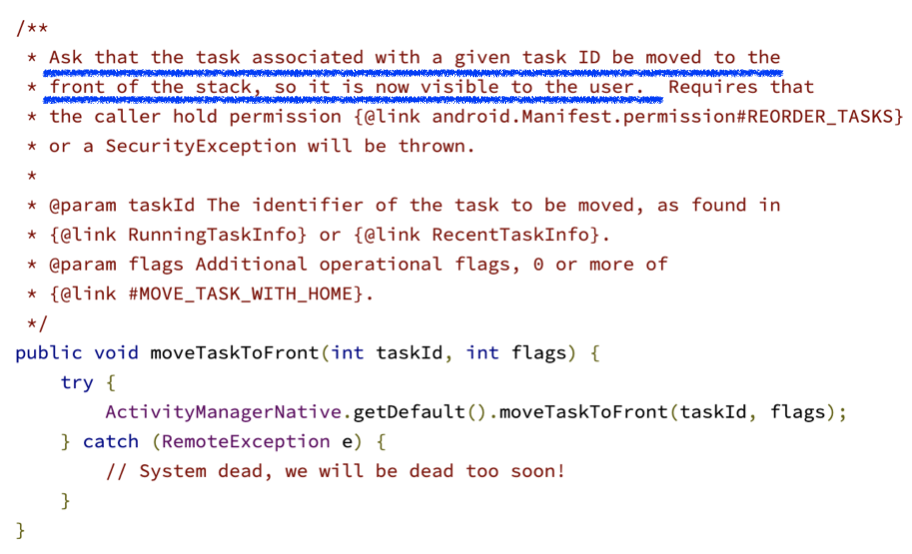 /**
 * Ask that the task associated with a given task ID be moved to the
 * front of the stack, so it is now visible to the user.  Requires that
 * the caller hold permission {@link android.Manifest.permission#REORDER_TASKS}
 * or a SecurityException will be thrown.
 *
 * @param taskId The identifier of the task to be moved, as found in
 * {@link RunningTaskInfo} or {@link RecentTaskInfo}.
 * @param flags Additional operational flags, 0 or more of
 * {@link #MOVE_TASK_WITH_HOME}.
 */
public void moveTaskToFront(int taskId, int flags) {
    try {
        ActivityManagerNative.getDefault().moveTaskToFront(taskId, flags);
    } catch (RemoteException e) {
        // System dead, we will be dead too soon!
    }
}